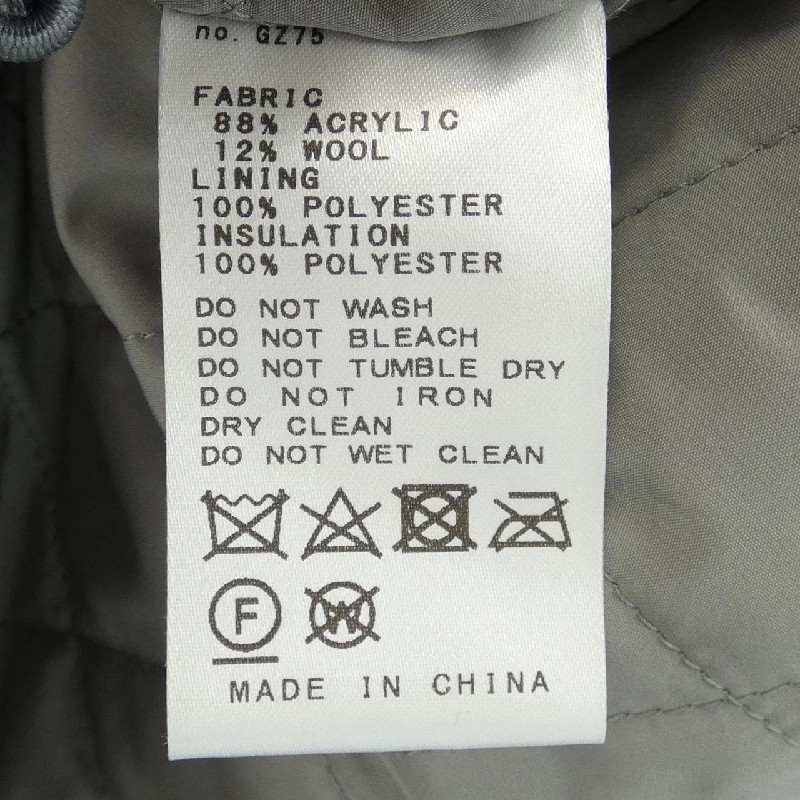 no. GZ75
FABRIC
88% ACRYLIC
12% WOOL
LINING
100% POLYESTER
INSULATION
100% POLYESTER
DO NOT WASH
DO NOT BLEACH
DO NOT TUMBLE DRY
DO NOT IRON
DRY CLEAN
DO NOT WET CLEAN
F W
MADE IN CHINA